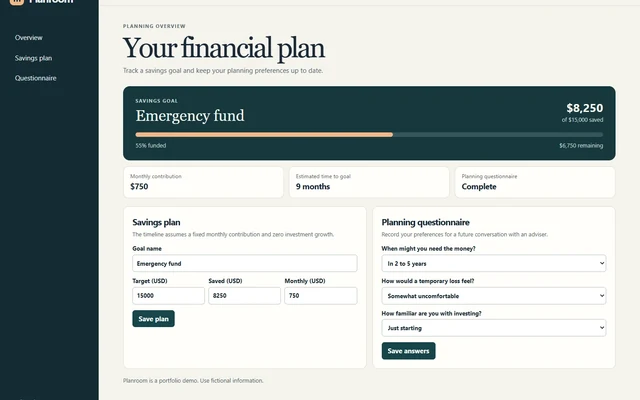 Planroom
Overview
Savings plan
Questionnaire
PLANNING OVERVIEW
Your financial plan
Track a savings goal and keep your planning preferences up to date.
SAVINGS GOAL
Emergency fund
$8,250
of $15,000 saved
55% funded
$6,750 remaining
Monthly contribution
$750
Estimated time to goal
9 months
Planning questionnaire
Complete
Savings plan
The timeline assumes a fixed monthly contribution and zero investment growth.
Goal name
Emergency fund
Target (USD)
Saved (USD)
Monthly (USD)
15000
8250
750
Save plan
Planning questionnaire
Record your preferences for a future conversation with an adviser.
When might you need the money?
In 2 to 5 years
How would a temporary loss feel?
Somewhat uncomfortable
How familiar are you with investing?
Just starting
Save answers
Planroom is a portfolio demo. Use fictional information.